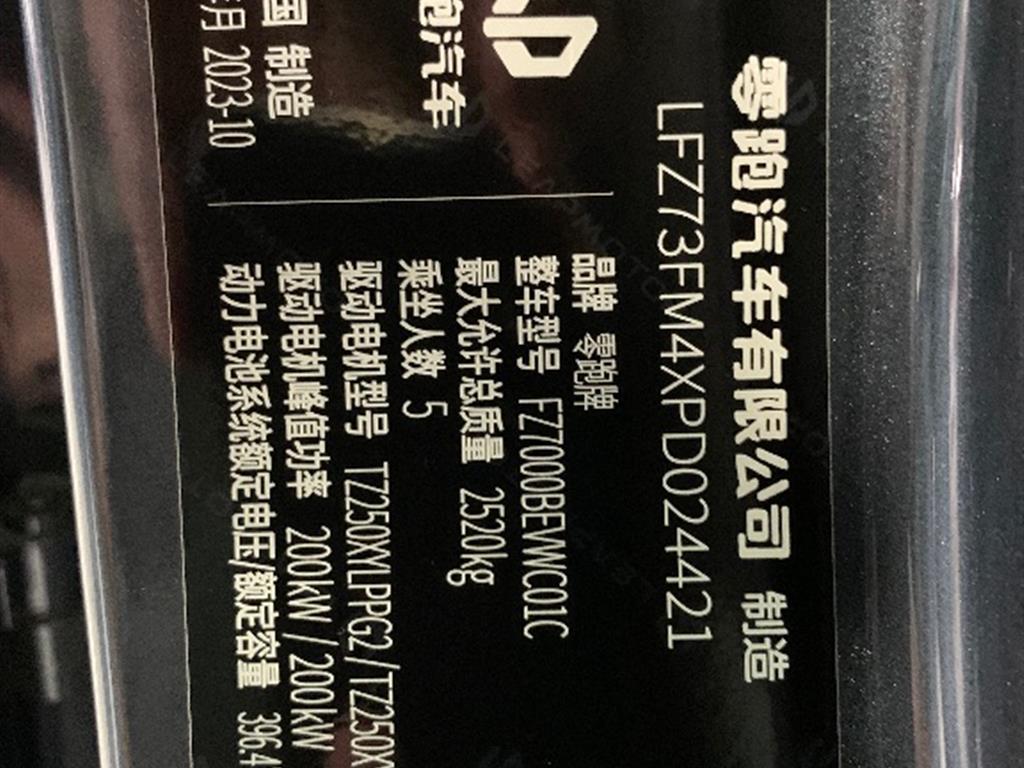 零跑汽车有限公司 制造
LFZ73FM4XPD024421
品牌 零跑牌
整车型号 FZ7000BEVWC01C
最大允许总质量 2520kg
乘坐人数 5
驱动电机型号 TZ250XYLPPG2/TZ250XY
驱动电机峰值功率 200kW/200kW
动力电池系统额定电压/额定容量 396.4
跑汽车
国 制造
年月 2023-10